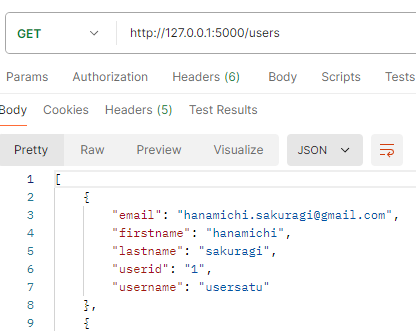 GET http://127.0.0.1:5000/users
Params Authorization Headers (6) Body Scripts Tests
Body Cookies Headers (5) Test Results
Pretty Raw Preview Visualize JSON
1 [
2 {
3 "email": "hanamichi.sakuragi@gmail.com",
4 "firstname": "hanamichi",
5 "lastname": "sakuragi",
6 "userid": "1",
7 "username": "usersatu"
8 },
9 {